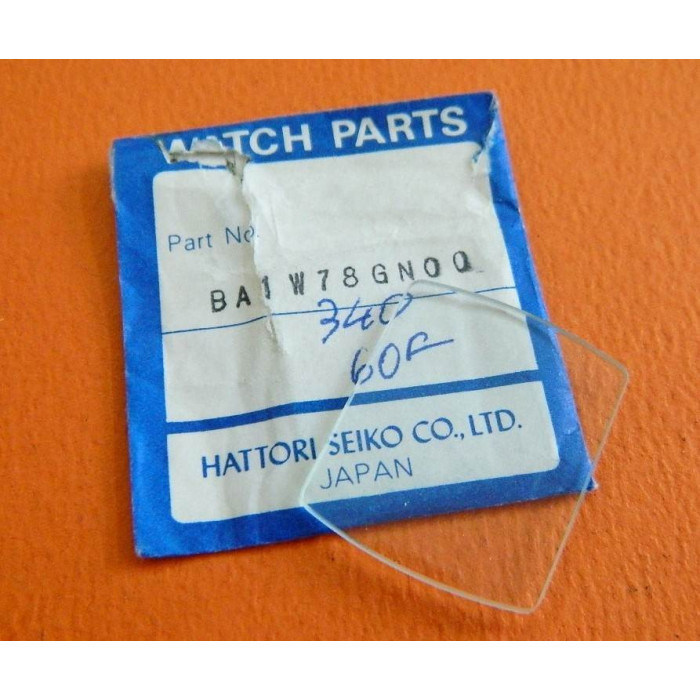 WATCH PARTS
Part No.
BA1W78GN00
340
60F
HATTORI SEIKO CO., LTD.
JAPAN